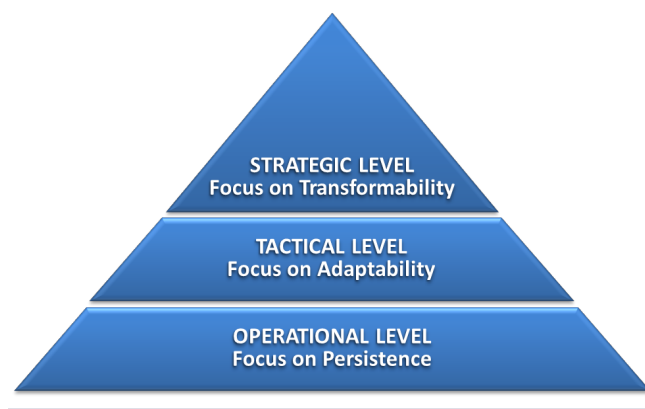 STRATEGIC LEVEL
Focus on Transformability
TACTICAL LEVEL
Focus on Adaptability
OPERATIONAL LEVEL
Focus on Persistence